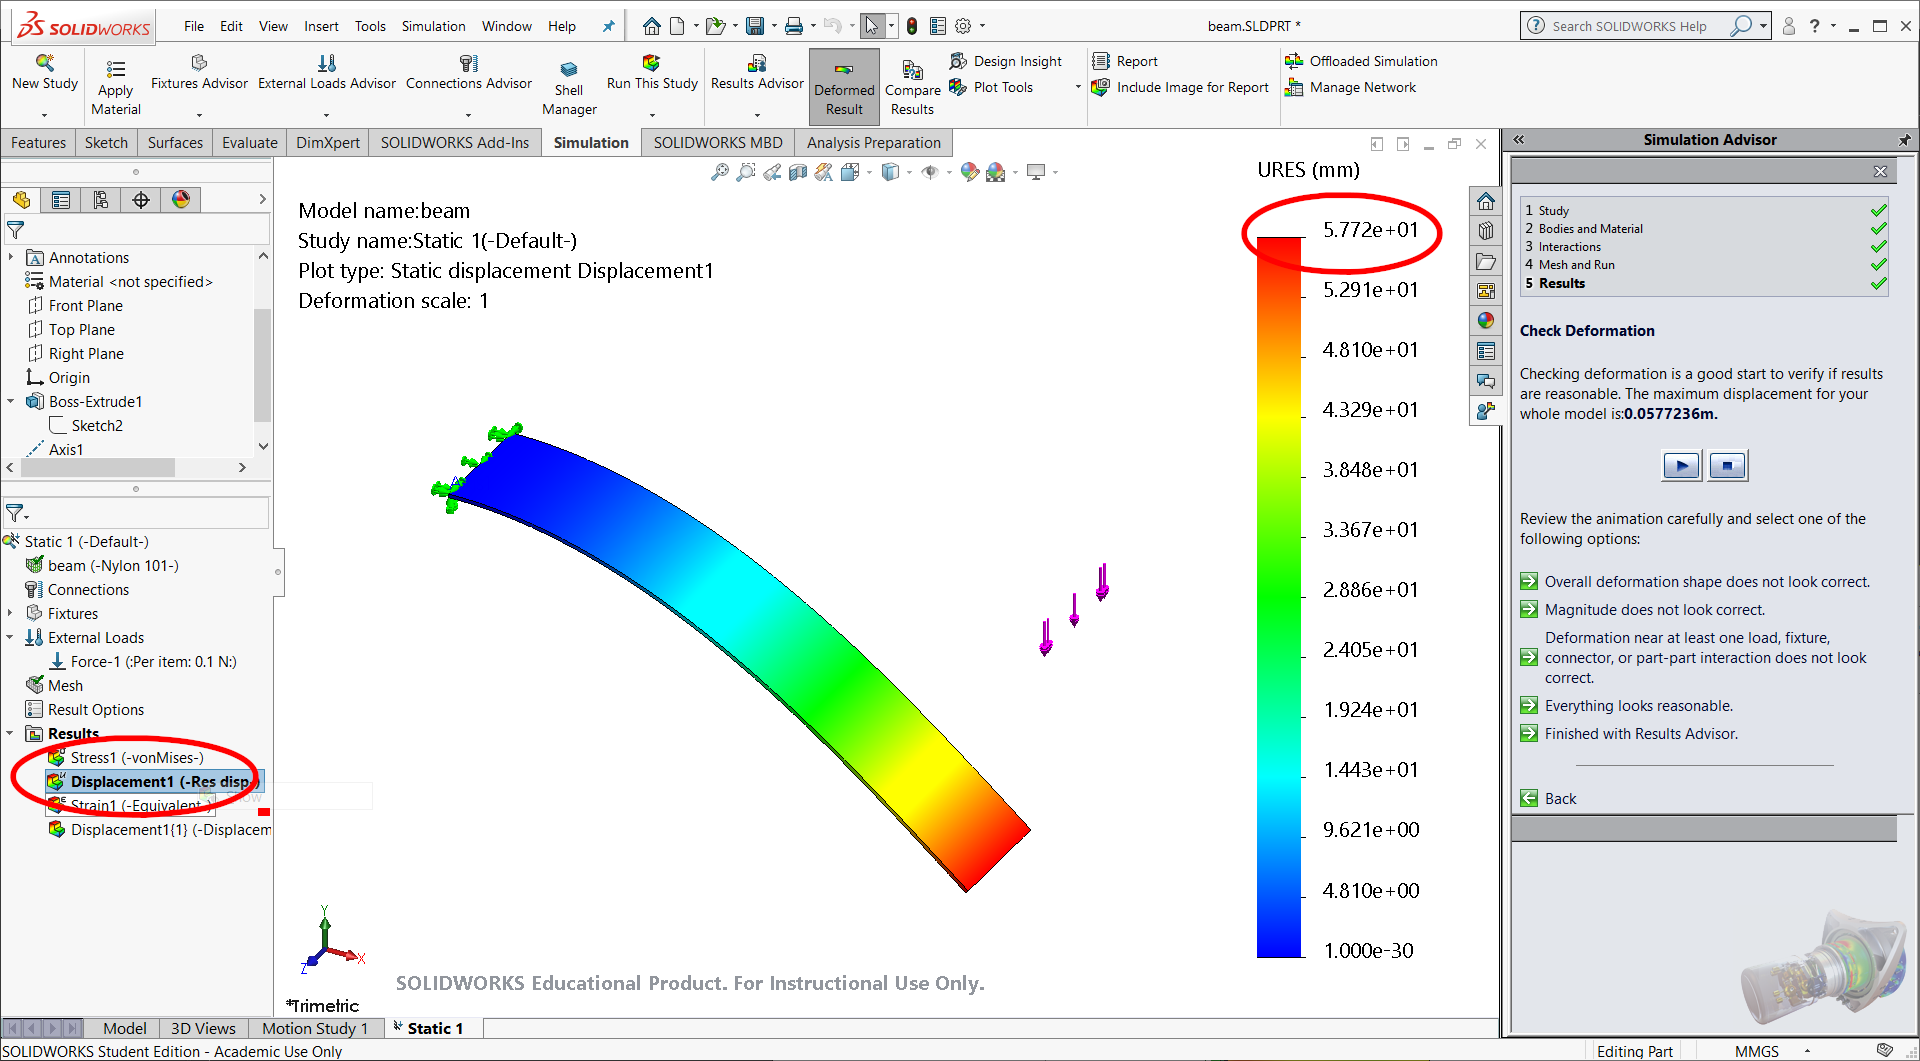 SOLIDWORKS
File Edit View Insert Tools Simulation Window Help
beam.SLDPRT *
Search SOLIDWORKS Help
New Study
Apply Material
Fixtures Advisor
External Loads Advisor
Connections Advisor
Shell Manager
Run This Study
Results Advisor
Deformed Result
Compare Results
Design Insight
Plot Tools
Report
Include Image for Report
Offloaded Simulation
Manage Network
Features Sketch Surfaces Evaluate DimXpert SOLIDWORKS Add-Ins Simulation SOLIDWORKS MBD Analysis Preparation
Annotations
Material <not specified>
Front Plane
Top Plane
Right Plane
Origin
Boss-Extrude1
Sketch2
Axis1
Static 1 (-Default-)
beam (-Nylon 101-)
Connections
Fixtures
External Loads
Force-1 (:Per item: 0.1 N:)
Mesh
Result Options
Results
Stress1 (-vonMises-)
Displacement1 (-Res disp-)
Strain1 (-Equivalent-)
Show
Displacement1{1} (-Displacem
Model name:beam
Study name:Static 1(-Default-)
Plot type: Static displacement Displacement1
Deformation scale: 1
URES (mm)
5.772e+01
5.291e+01
4.810e+01
4.329e+01
3.848e+01
3.367e+01
2.886e+01
2.405e+01
1.924e+01
1.443e+01
9.621e+00
4.810e+00
1.000e-30
Y
X
Z
*Trimetric
SOLIDWORKS Educational Product. For Instructional Use Only.
Simulation Advisor
1 Study
2 Bodies and Material
3 Interactions
4 Mesh and Run
5 Results
Check Deformation
Checking deformation is a good start to verify if results
are reasonable. The maximum displacement for your
whole model is:0.0577236m.
Review the animation carefully and select one of the
following options:
Overall deformation shape does not look correct.
Magnitude does not look correct.
Deformation near at least one load, fixture,
connector, or part-part interaction does not look
correct.
Everything looks reasonable.
Finished with Results Advisor.
Back
Model 3D Views Motion Study 1 Static 1
SOLIDWORKS Student Edition - Academic Use Only
Editing Part
MMGS